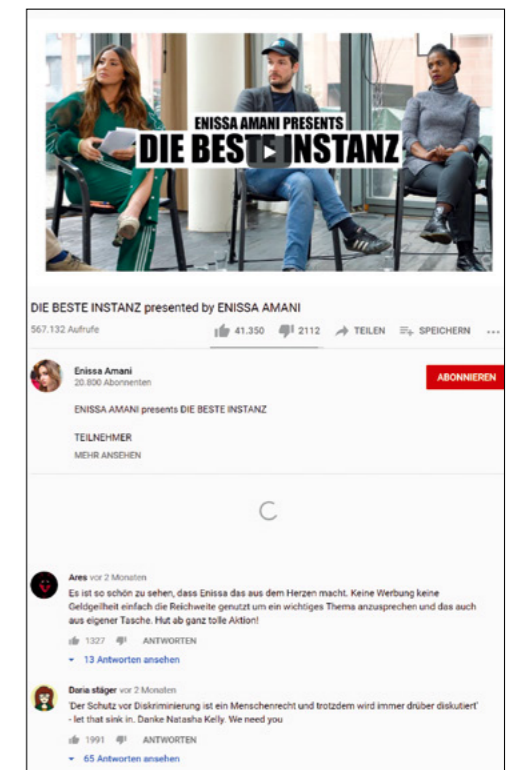 ENISSA AMANI PRESENTS
DIE BESTE INSTANZ
DIE BESTE INSTANZ presented by ENISSA AMANI
567.132 Aufrufe
41.350 2112 TEILEN SPEICHERN
Enissa Amani
20.800 Abonnenten
ABONNIEREN
ENISSA AMANI presents DIE BESTE INSTANZ
TEILNEHMER
MEHR ANSEHEN
Ares vor 2 Monaten
Es ist so schön zu sehen, dass Enissa das aus dem Herzen macht. Keine Werbung keine
Geldgeilheit einfach die Reichweite genutzt um ein wichtiges Thema anzusprechen und das auch
aus eigener Tasche. Hut ab ganz tolle Aktion!
1327 ANTWORTEN
13 Antworten ansehen
Daria stäger vor 2 Monaten
'Der Schutz vor Diskriminierung ist ein Menschenrecht und trotzdem wird immer drüber diskutiert'
- let that sink in. Danke Natasha Kelly. We need you
1991 ANTWORTEN
65 Antworten ansehen